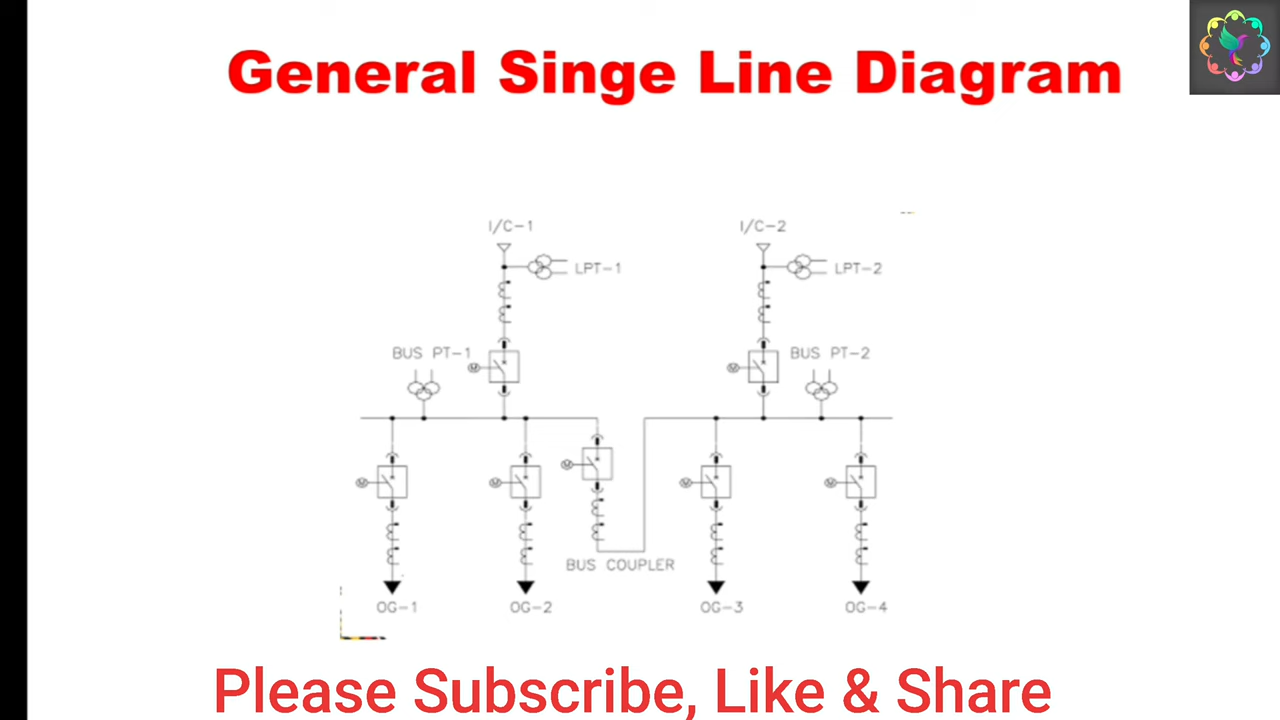 General Singe Line Diagram
I/C-1
I/C-2
LPT-1
LPT-2
BUS PT-1
BUS PT-2
M
M
M
M
M
M
M
BUS COUPLER
OG-1
OG-2
OG-3
OG-4
Please Subscribe, Like & Share